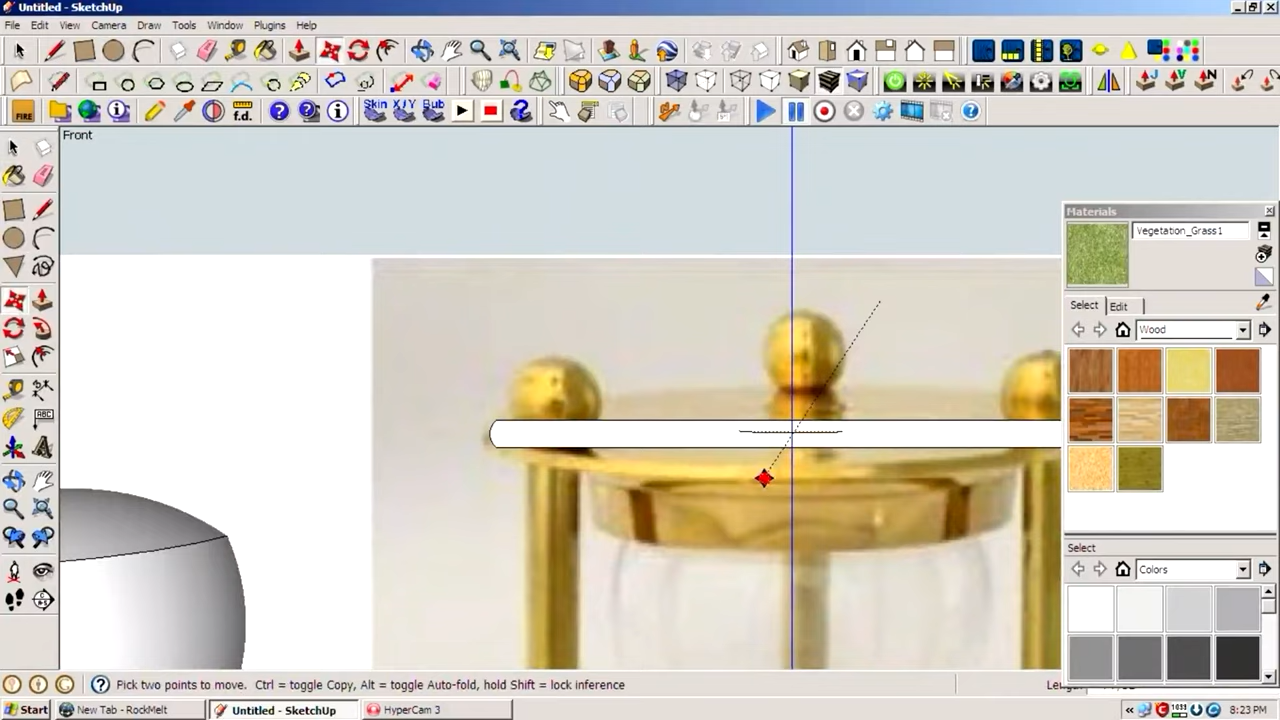 Untitled - SketchUp
File Edit View Camera Draw Tools Window Plugins Help
FIRE
f.d.
Skin XJY Bub
J V N
Front
Materials
Vegetation_Grass1
Select Edit
Wood
ABC
Select
Colors
Pick two points to move. Ctrl = toggle Copy, Alt = toggle Auto-fold, hold Shift = lock inference
Start New Tab - RockMelt Untitled - SketchUp HyperCam 3 8:23 PM